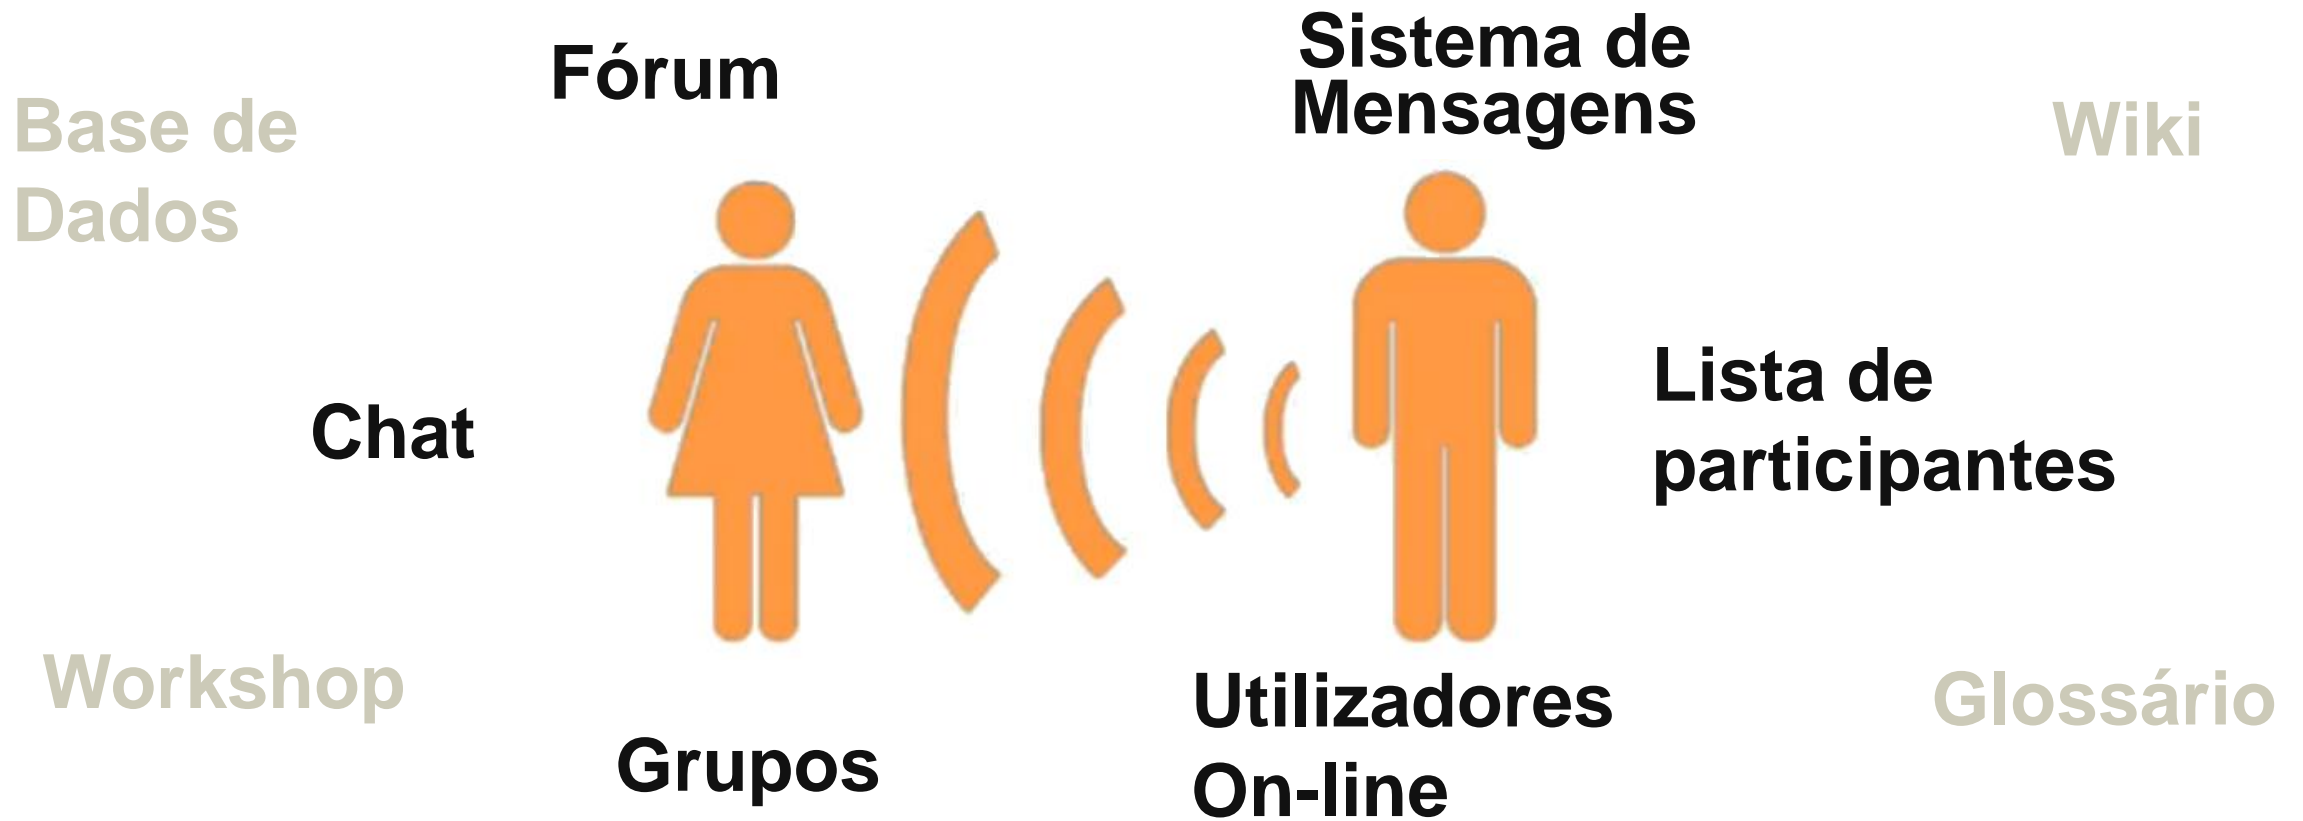 Fórum
Sistema de
Mensagens
Base de
Dados
Wiki
Chat
Lista de
participantes
Workshop
Grupos
Utilizadores
On-line
Glossário